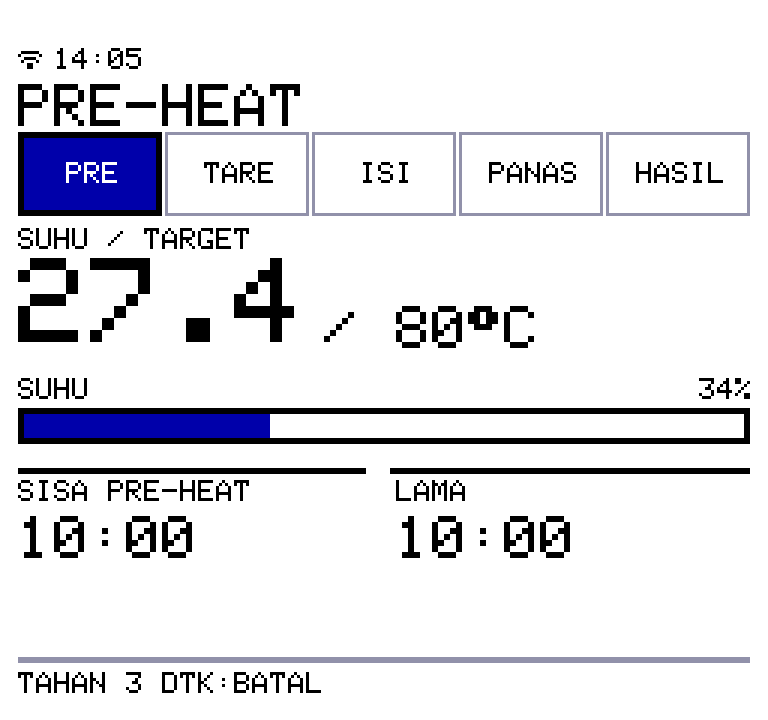 14:05
PRE-HEAT
PRE TARE ISI PANAS HASIL
SUHU / TARGET
27.4 / 80°C
SUHU 34%
SISA PRE-HEAT LAMA
10:00 10:00
TAHAN 3 DTK:BATAL